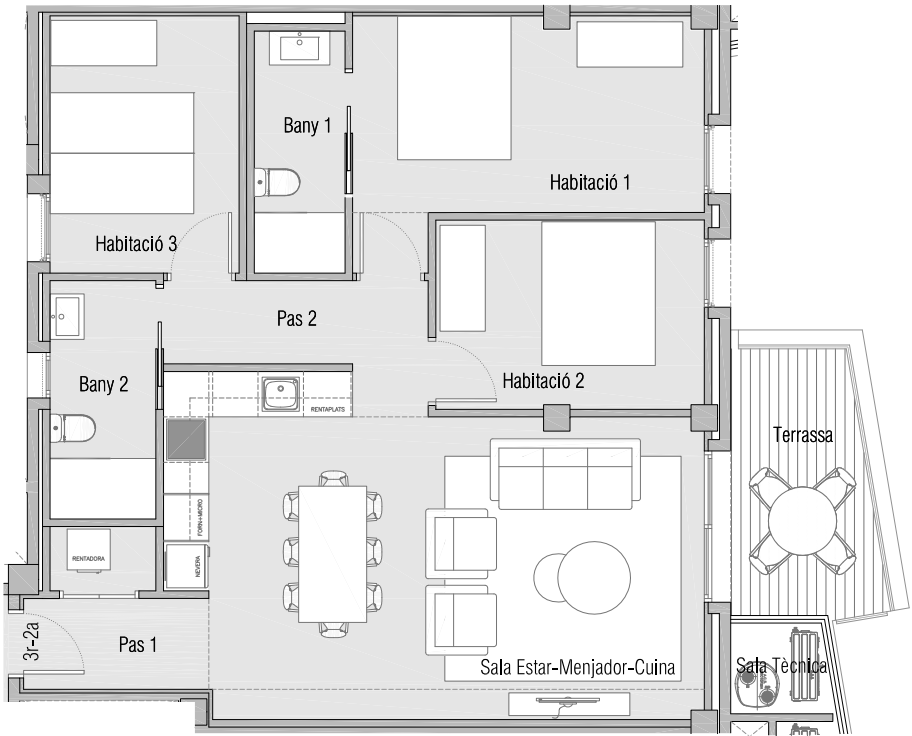 Bany 1
Habitació 1
Habitació 3
Pas 2
Bany 2
Habitació 2
RENTAPLATS
Terrassa
FORN+MICRO
RENTADORA
NEVERA
3r-2a
Pas 1
Sala Estar-Menjador-Cuina
Sala Tècnica